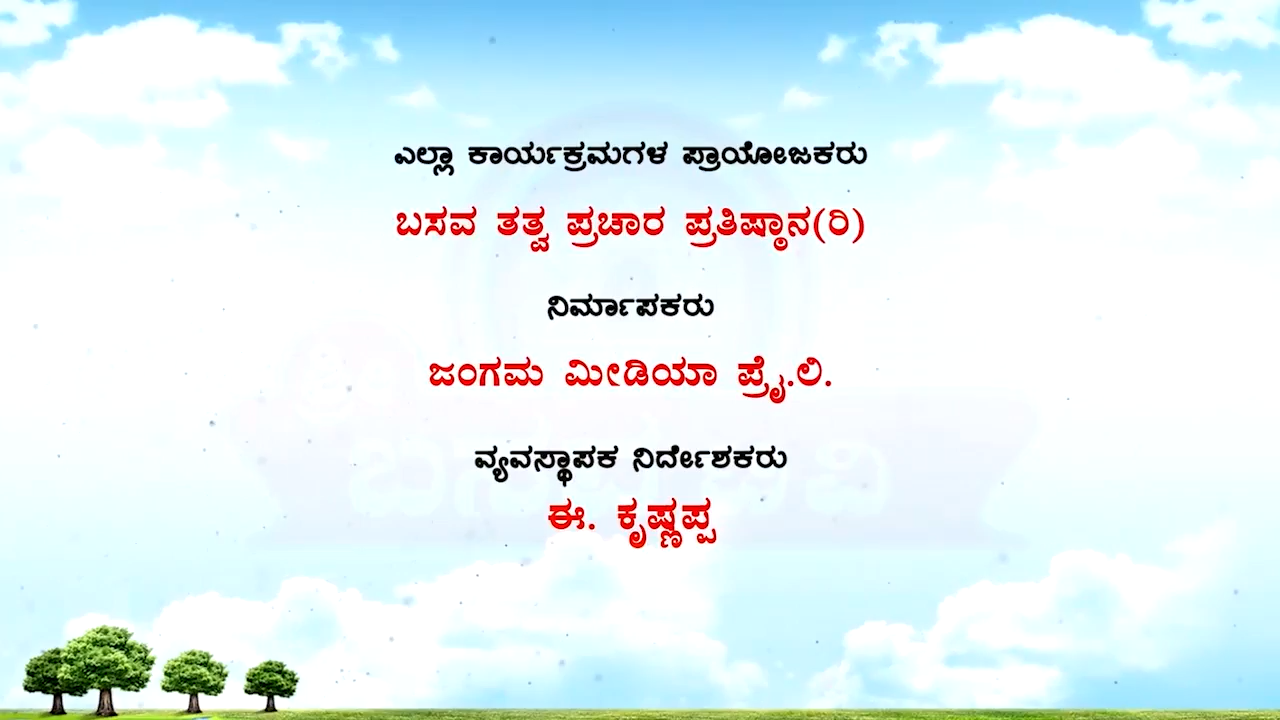 ಎಲ್ಲಾ ಕಾರ್ಯಕ್ರಮಗಳ ಪ್ರಾಯೋಜಕರು
ಬಸವ ತತ್ವ ಪ್ರಚಾರ ಪ್ರತಿಷ್ಠಾನ(ರಿ)
ನಿರ್ಮಾಪಕರು
ಜಂಗಮ ಮೀಡಿಯಾ ಪ್ರೈ.ಲಿ.
ವ್ಯವಸ್ಥಾಪಕ ನಿರ್ದೇಶಕರು
ಈ. ಕೃಷ್ಣಪ್ಪ